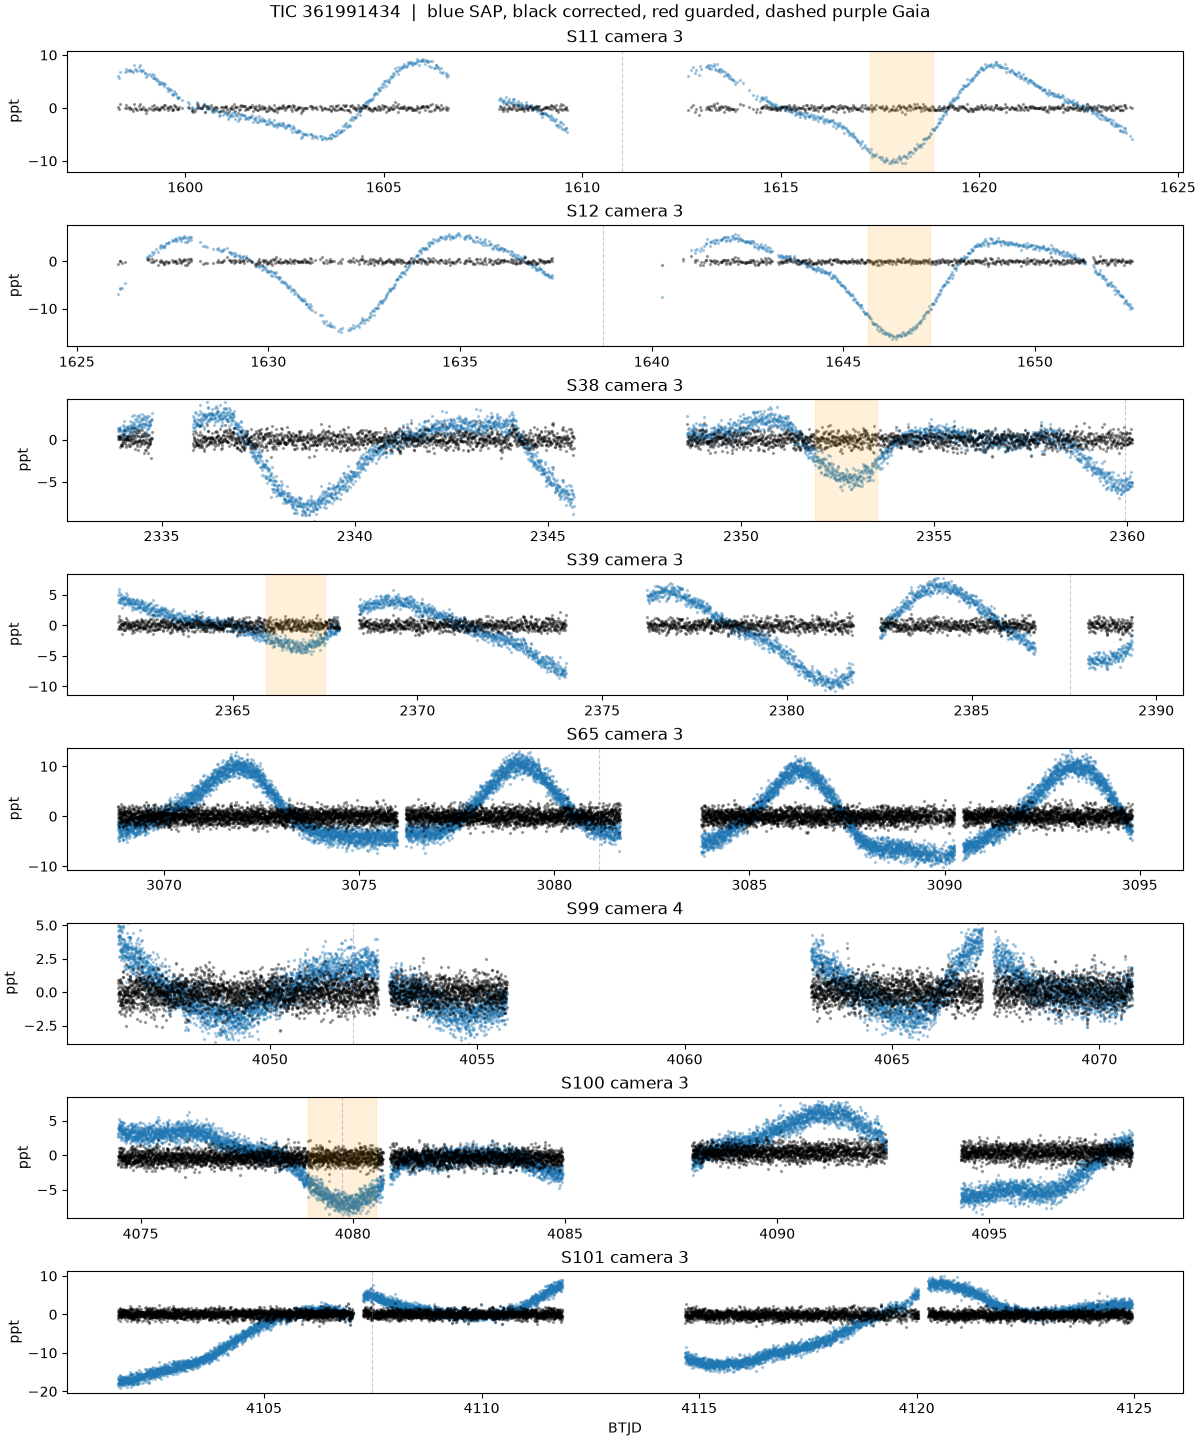 TIC 361991434 | blue SAP, black corrected, red guarded, dashed purple Gaia
S11 camera 3
ppt
10
0
−10
1600 1605 1610 1615 1620 1625
S12 camera 3
ppt
0
−10
1625 1630 1635 1640 1645 1650
S38 camera 3
ppt
0
−5
2335 2340 2345 2350 2355 2360
S39 camera 3
ppt
5
0
−5
−10
2365 2370 2375 2380 2385 2390
S65 camera 3
ppt
10
0
−10
3070 3075 3080 3085 3090 3095
S99 camera 4
ppt
5.0
2.5
0.0
−2.5
4050 4055 4060 4065 4070
S100 camera 3
ppt
5
0
−5
4075 4080 4085 4090 4095
S101 camera 3
ppt
10
0
−10
−20
4105 4110 4115 4120 4125
BTJD